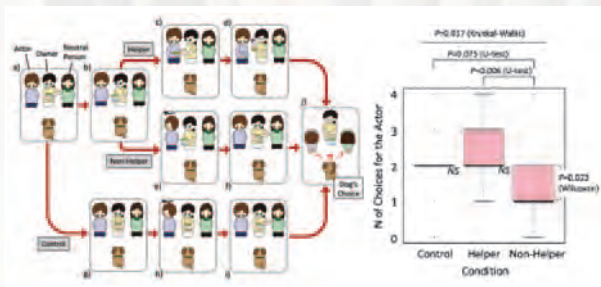 Actor
Owner
Neutral
Person
a)
b)
c)
d)
Helper
Non-Helper
Control
e)
f)
g)
h)
i)
j)
Dog's
Choice
P=0.017 (Kruskal-Wallis)
P=0.075 (U-test)
P=0.006 (U-test)
N of Choices for the Actor
4
3
2
1
0
NS
NS
P=0.023
(Wilcoxon)
Control
Helper
Non-Helper
Condition